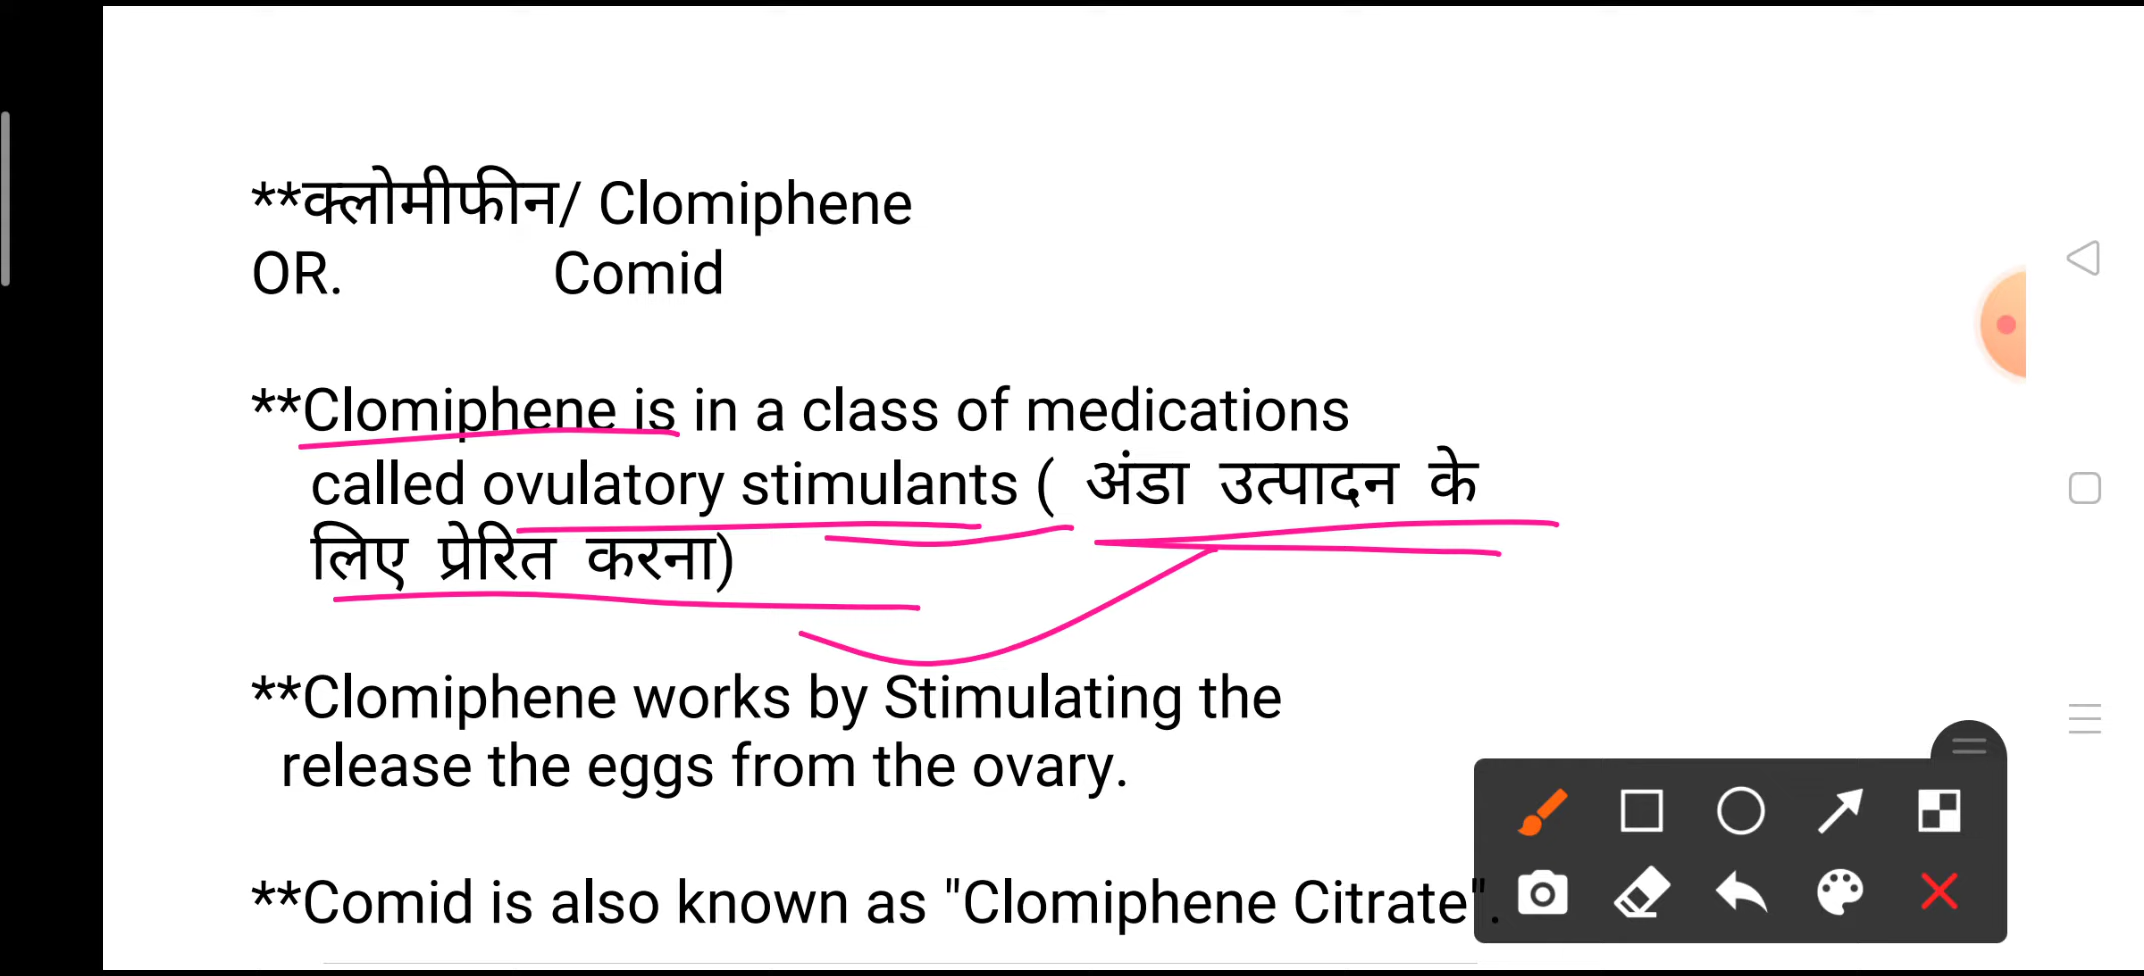 **क्लोमीफीन/ Clomiphene
OR. Comid
**Clomiphene is in a class of medications
called ovulatory stimulants ( अंडा उत्पादन के
लिए प्रेरित करना)
**Clomiphene works by Stimulating the
release the eggs from the ovary.
**Comid is also known as "Clomiphene Citrate".